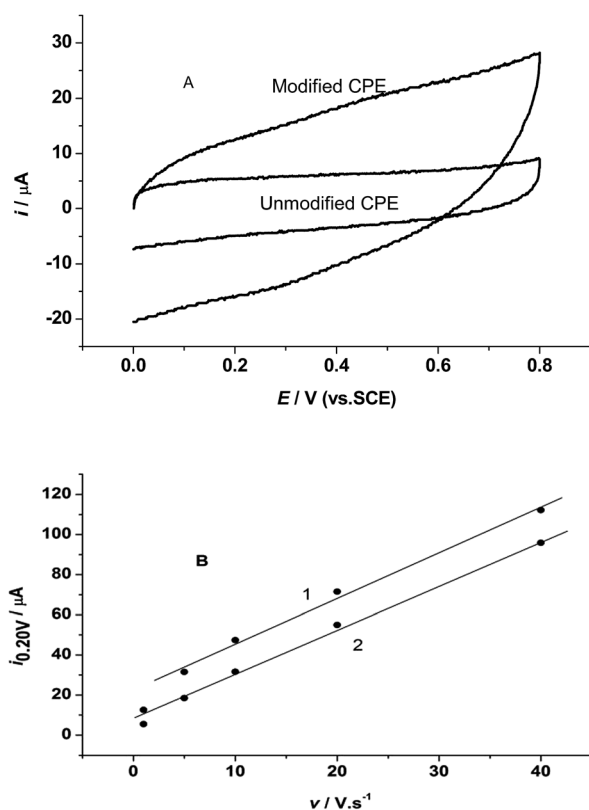 30
A
Modified CPE
20
10
i / μA
0
Unmodified CPE
-10
-20
0.0 0.2 0.4 0.6 0.8
E / V (vs.SCE)
120
100
B
80
1
i0.20V / μA
60
2
40
20
0
0 10 20 30 40
v / V.s-1